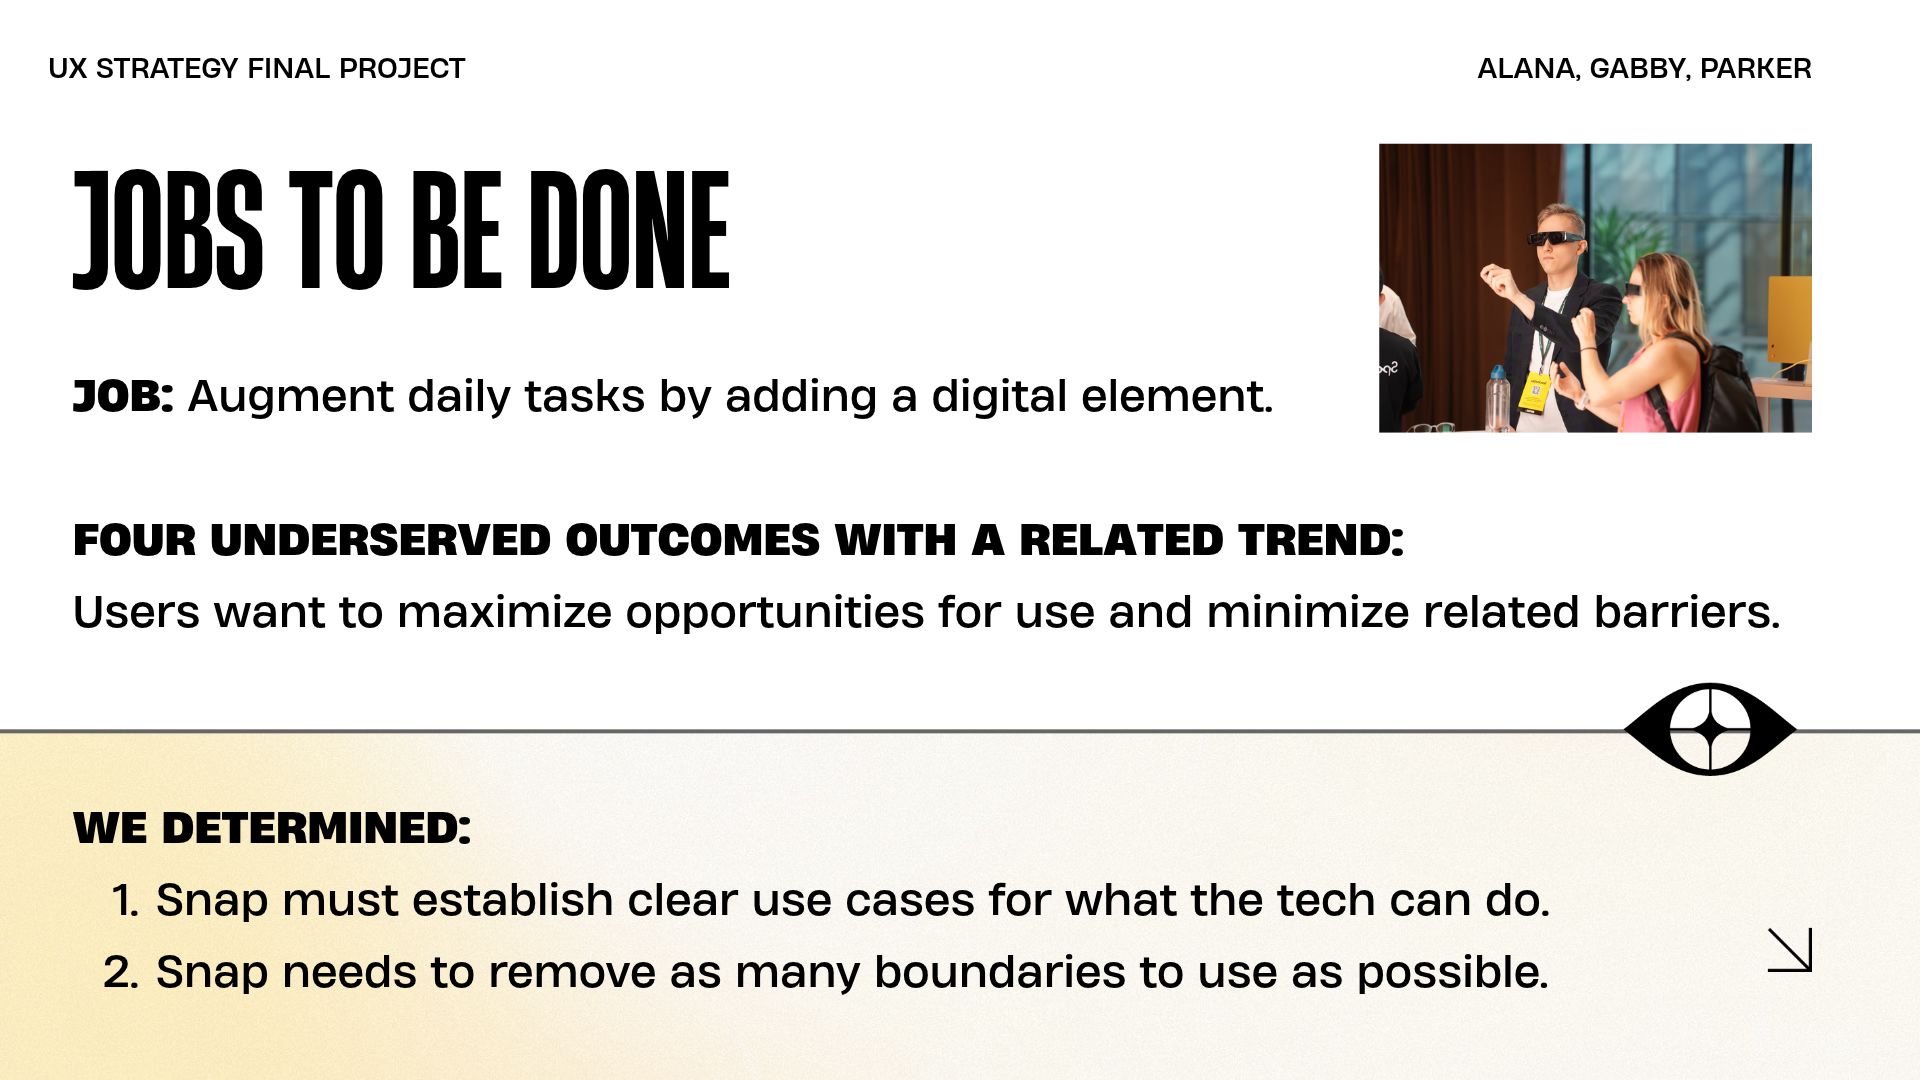 UX STRATEGY FINAL PROJECT
ALANA, GABBY, PARKER
JOBS TO BE DONE
JOB: Augment daily tasks by adding a digital element.
FOUR UNDERSERVED OUTCOMES WITH A RELATED TREND:
Users want to maximize opportunities for use and minimize related barriers.
WE DETERMINED:
1. Snap must establish clear use cases for what the tech can do.
2. Snap needs to remove as many boundaries to use as possible.